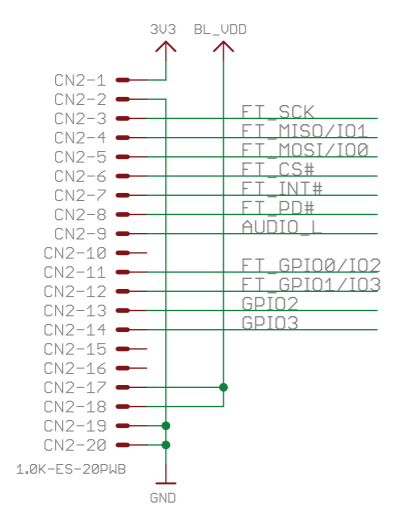 3V3 BL_VDD
CN2-1
CN2-2
CN2-3 FT_SCK
CN2-4 FT_MISO/IO1
CN2-5 FT_MOSI/IO0
CN2-6 FT_CS#
CN2-7 FT_INT#
CN2-8 FT_PD#
CN2-9 AUDIO_L
CN2-10
CN2-11 FT_GPIO0/IO2
CN2-12 FT_GPIO1/IO3
CN2-13 GPIO2
CN2-14 GPIO3
CN2-15
CN2-16
CN2-17
CN2-18
CN2-19
CN2-20
1.0K-ES-20PWB
GND